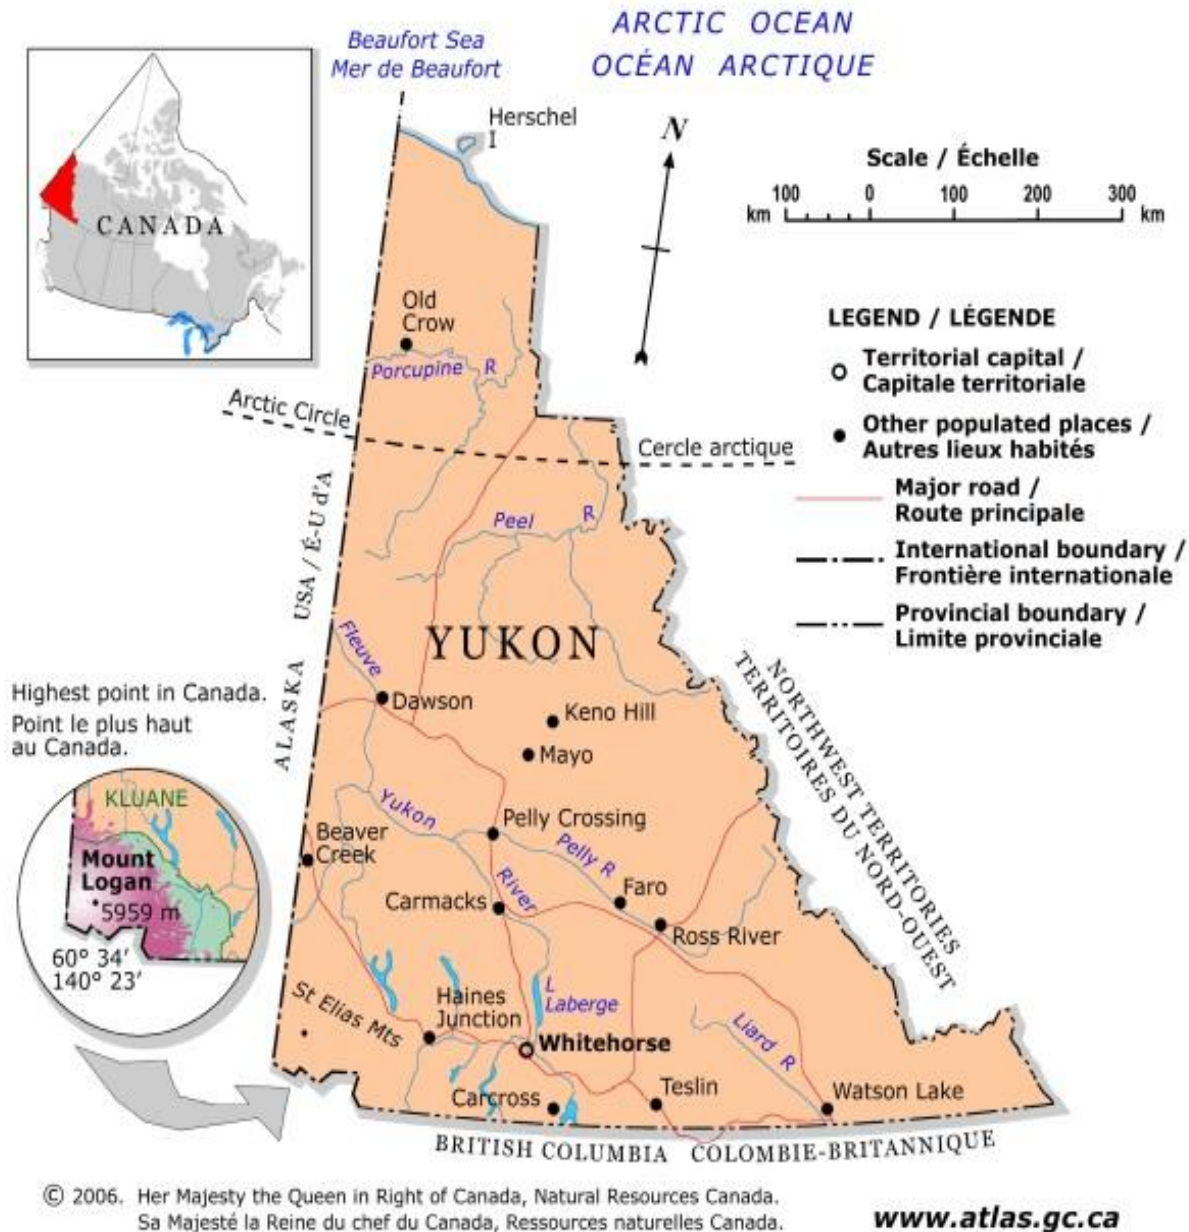 ARCTIC OCEAN
OCÉAN ARCTIQUE
Beaufort Sea
Mer de Beaufort
Herschel
I
N
Scale / Échelle
100 0 100 200 300
km km
CANADA
LEGEND / LÉGENDE
Territorial capital /
Capitale territoriale
Other populated places /
Autres lieux habités
Major road /
Route principale
International boundary /
Frontière internationale
Provincial boundary /
Limite provinciale
Old
Crow
Porcupine R
Arctic Circle
Cercle arctique
Peel R
ALASKA USA / É-U d'A
YUKON
Fleuve
Dawson
Keno Hill
Mayo
NORTHWEST TERRITORIES
TERRITOIRES DU NORD-OUEST
Highest point in Canada.
Point le plus haut
au Canada.
KLUANE
Mount
Logan
5959 m
60° 34′
140° 23′
Yukon
Pelly Crossing
Beaver
Creek
Pelly R
River
Carmacks
Faro
Ross River
L
Laberge
Haines
Junction
St Elias Mts
Whitehorse
Liard R
Carcross
Teslin
Watson Lake
BRITISH COLUMBIA COLOMBIE-BRITANNIQUE
© 2006. Her Majesty the Queen in Right of Canada, Natural Resources Canada.
Sa Majesté la Reine du chef du Canada, Ressources naturelles Canada.
www.atlas.gc.ca